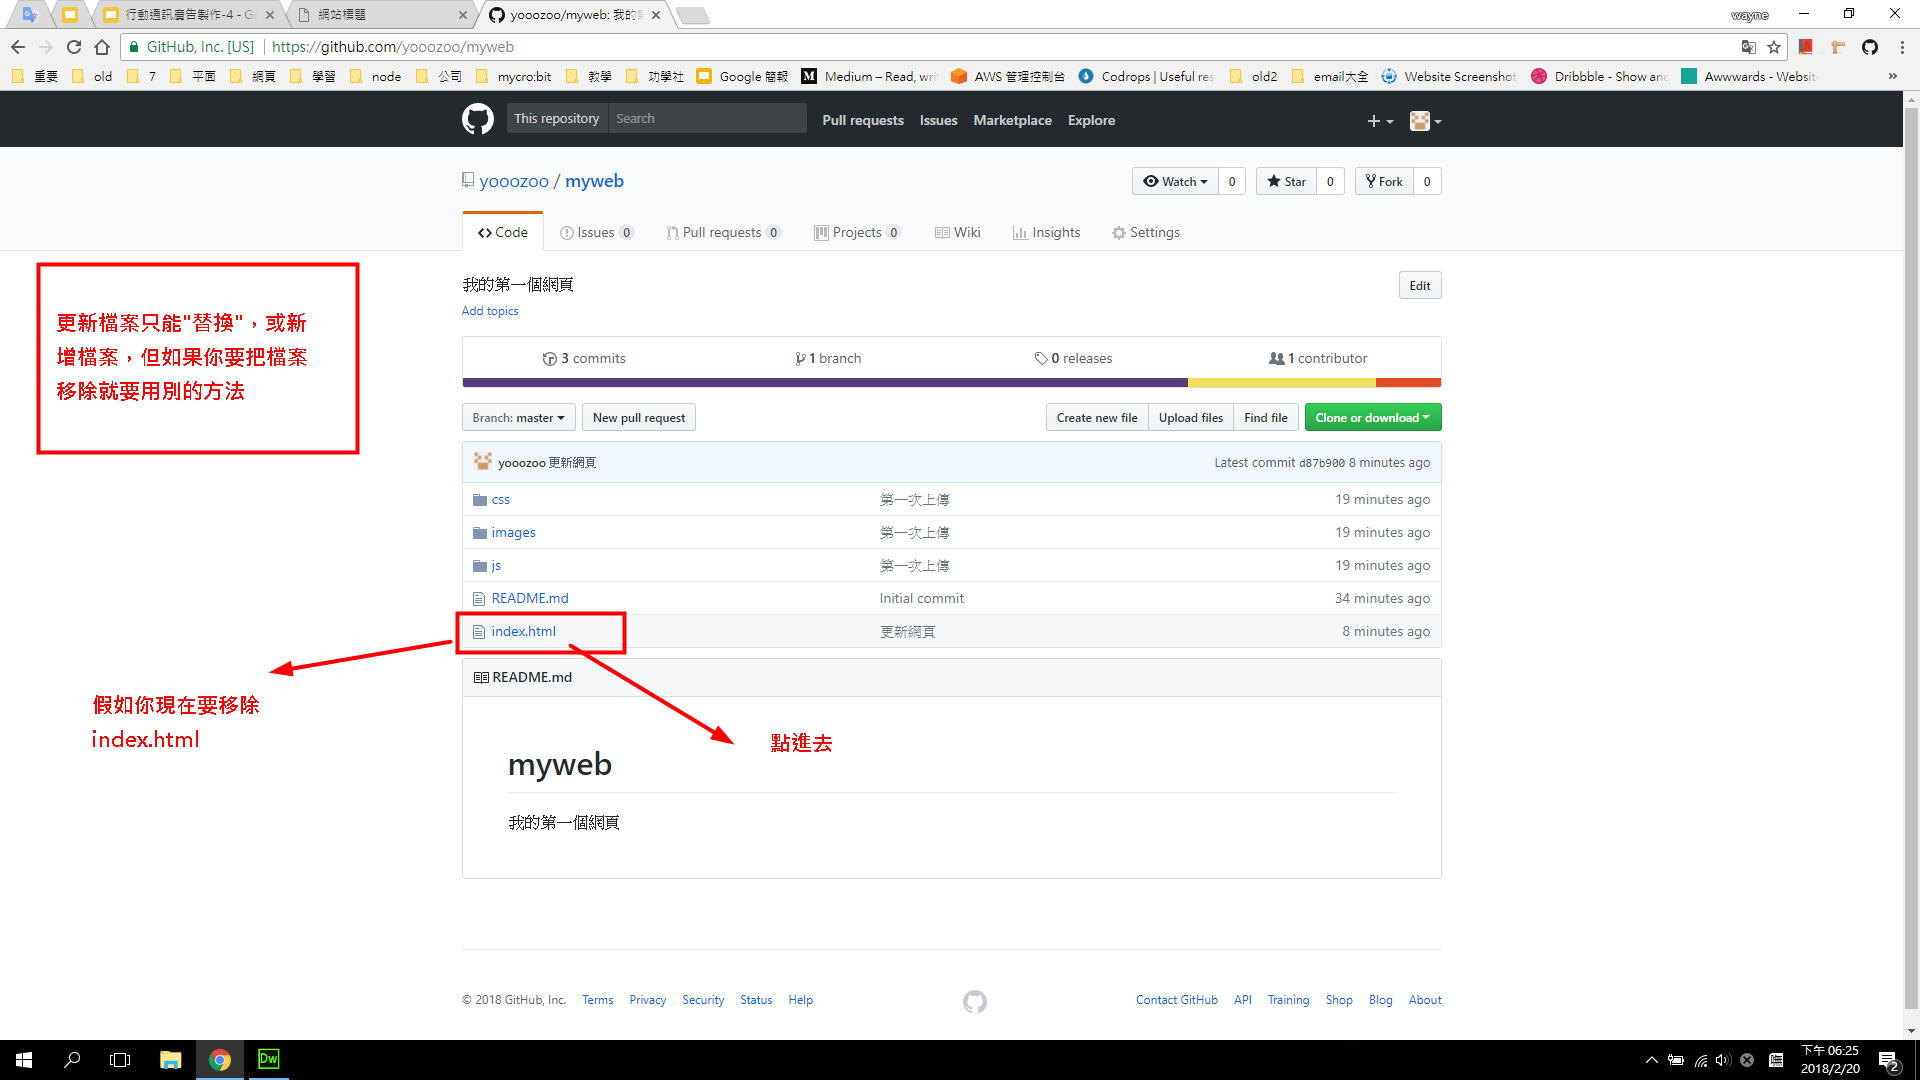 行動通訊廣告製作-4 - G
網站標題
yooozoo/myweb: 我的
wayne
GitHub, Inc. [US]
https://github.com/yooozoo/myweb
重要
old
7
平面
網頁
學習
node
公司
mycro:bit
教學
功學社
Google 簡報
Medium – Read, wri
AWS 管理控制台
Codrops | Useful res
old2
email大全
Website Screenshot
Dribbble - Show and
Awwwards - Websit
»
This repository
Search
Pull requests
Issues
Marketplace
Explore
yooozoo / myweb
Watch
0
Star
0
Fork
0
Code
Issues 0
Pull requests 0
Projects 0
Wiki
Insights
Settings
我的第一個網頁
Edit
Add topics
更新檔案只能"替換"，或新
增檔案，但如果你要把檔案
移除就要用別的方法
3 commits
1 branch
0 releases
1 contributor
Branch: master
New pull request
Create new file
Upload files
Find file
Clone or download
yooozoo 更新網頁
Latest commit d87b900 8 minutes ago
css
第一次上傳
19 minutes ago
images
第一次上傳
19 minutes ago
js
第一次上傳
19 minutes ago
README.md
Initial commit
34 minutes ago
index.html
更新網頁
8 minutes ago
README.md
假如你現在要移除
index.html
點進去
myweb
我的第一個網頁
© 2018 GitHub, Inc.
Terms
Privacy
Security
Status
Help
Contact GitHub
API
Training
Shop
Blog
About
Dw
下午 06:25
2018/2/20
2